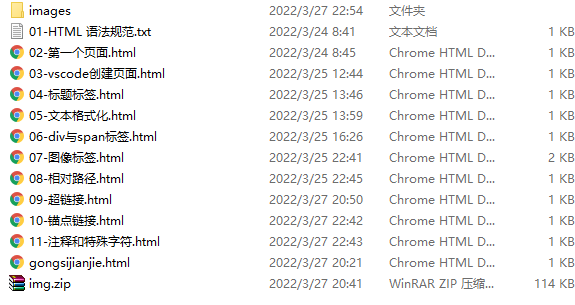 images 2022/3/27 22:54 文件夹
01-HTML 语法规范.txt 2022/3/24 8:41 文本文档 1 KB
02-第一个页面.html 2022/3/24 8:45 Chrome HTML D... 1 KB
03-vscode创建页面.html 2022/3/25 12:44 Chrome HTML D... 1 KB
04-标题标签.html 2022/3/25 13:46 Chrome HTML D... 1 KB
05-文本格式化.html 2022/3/25 13:59 Chrome HTML D... 1 KB
06-div与span标签.html 2022/3/25 16:26 Chrome HTML D... 1 KB
07-图像标签.html 2022/3/25 22:41 Chrome HTML D... 2 KB
08-相对路径.html 2022/3/25 22:45 Chrome HTML D... 1 KB
09-超链接.html 2022/3/27 20:50 Chrome HTML D... 1 KB
10-锚点链接.html 2022/3/27 22:42 Chrome HTML D... 1 KB
11-注释和特殊字符.html 2022/3/27 22:43 Chrome HTML D... 1 KB
gongsijianjie.html 2022/3/27 20:21 Chrome HTML D... 1 KB
img.zip 2022/3/27 20:41 WinRAR ZIP 压缩... 114 KB